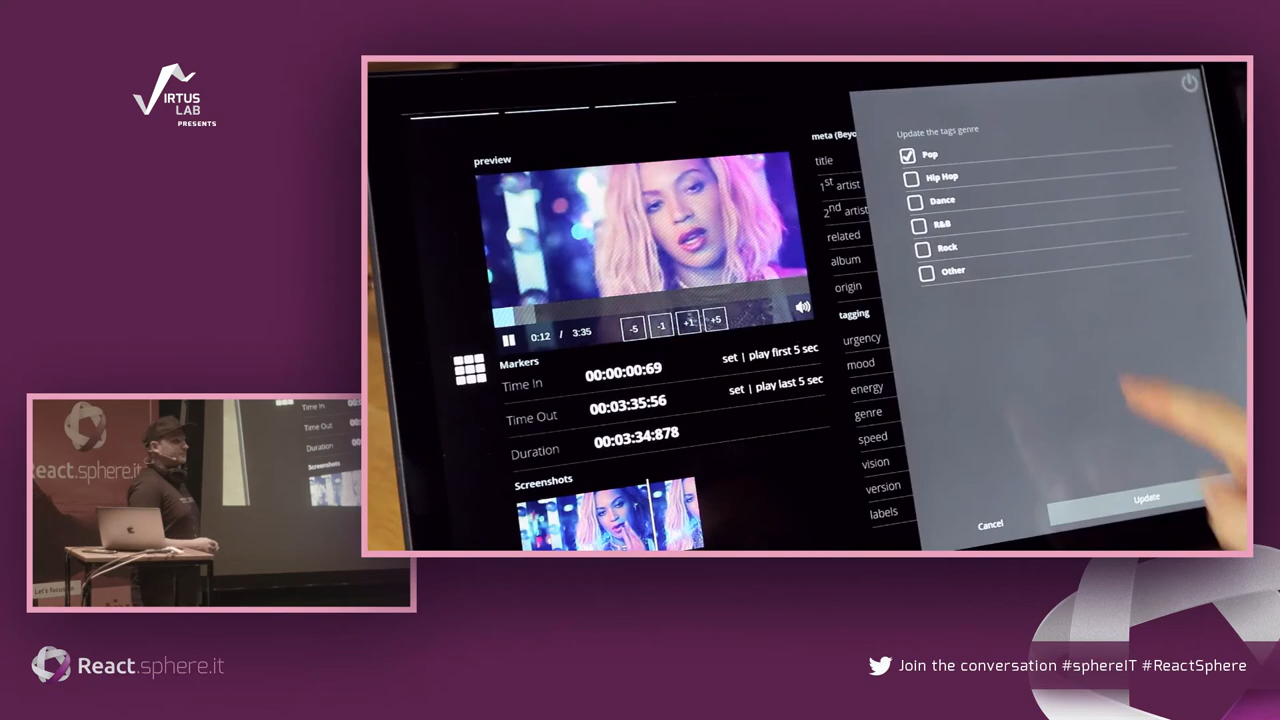 VIRTUS
LAB
PRESENTS
preview
0:12 / 3:35
-5
-1
+1
+5
Markers
Time In 00:00:00:69 set | play first 5 sec
Time Out 00:03:35:56 set | play last 5 sec
Duration 00:03:34:878
Screenshots
meta (Beyo
title
1st artist
2nd artist
related
album
origin
tagging
urgency
mood
energy
genre
speed
vision
version
labels
Update the tags genre
Pop
Hip Hop
Dance
R&B
Rock
Other
Cancel
Update
React.sphere.it
Time In
Time Out
Duration
Screenshots
Let's focus on
React.sphere.it
Join the conversation #sphereIT #ReactSphere